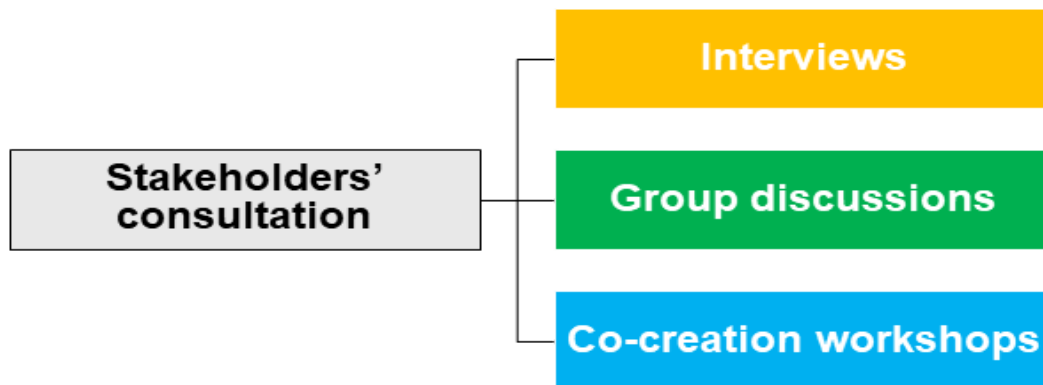 Stakeholders’
consultation
Interviews
Group discussions
Co-creation workshops